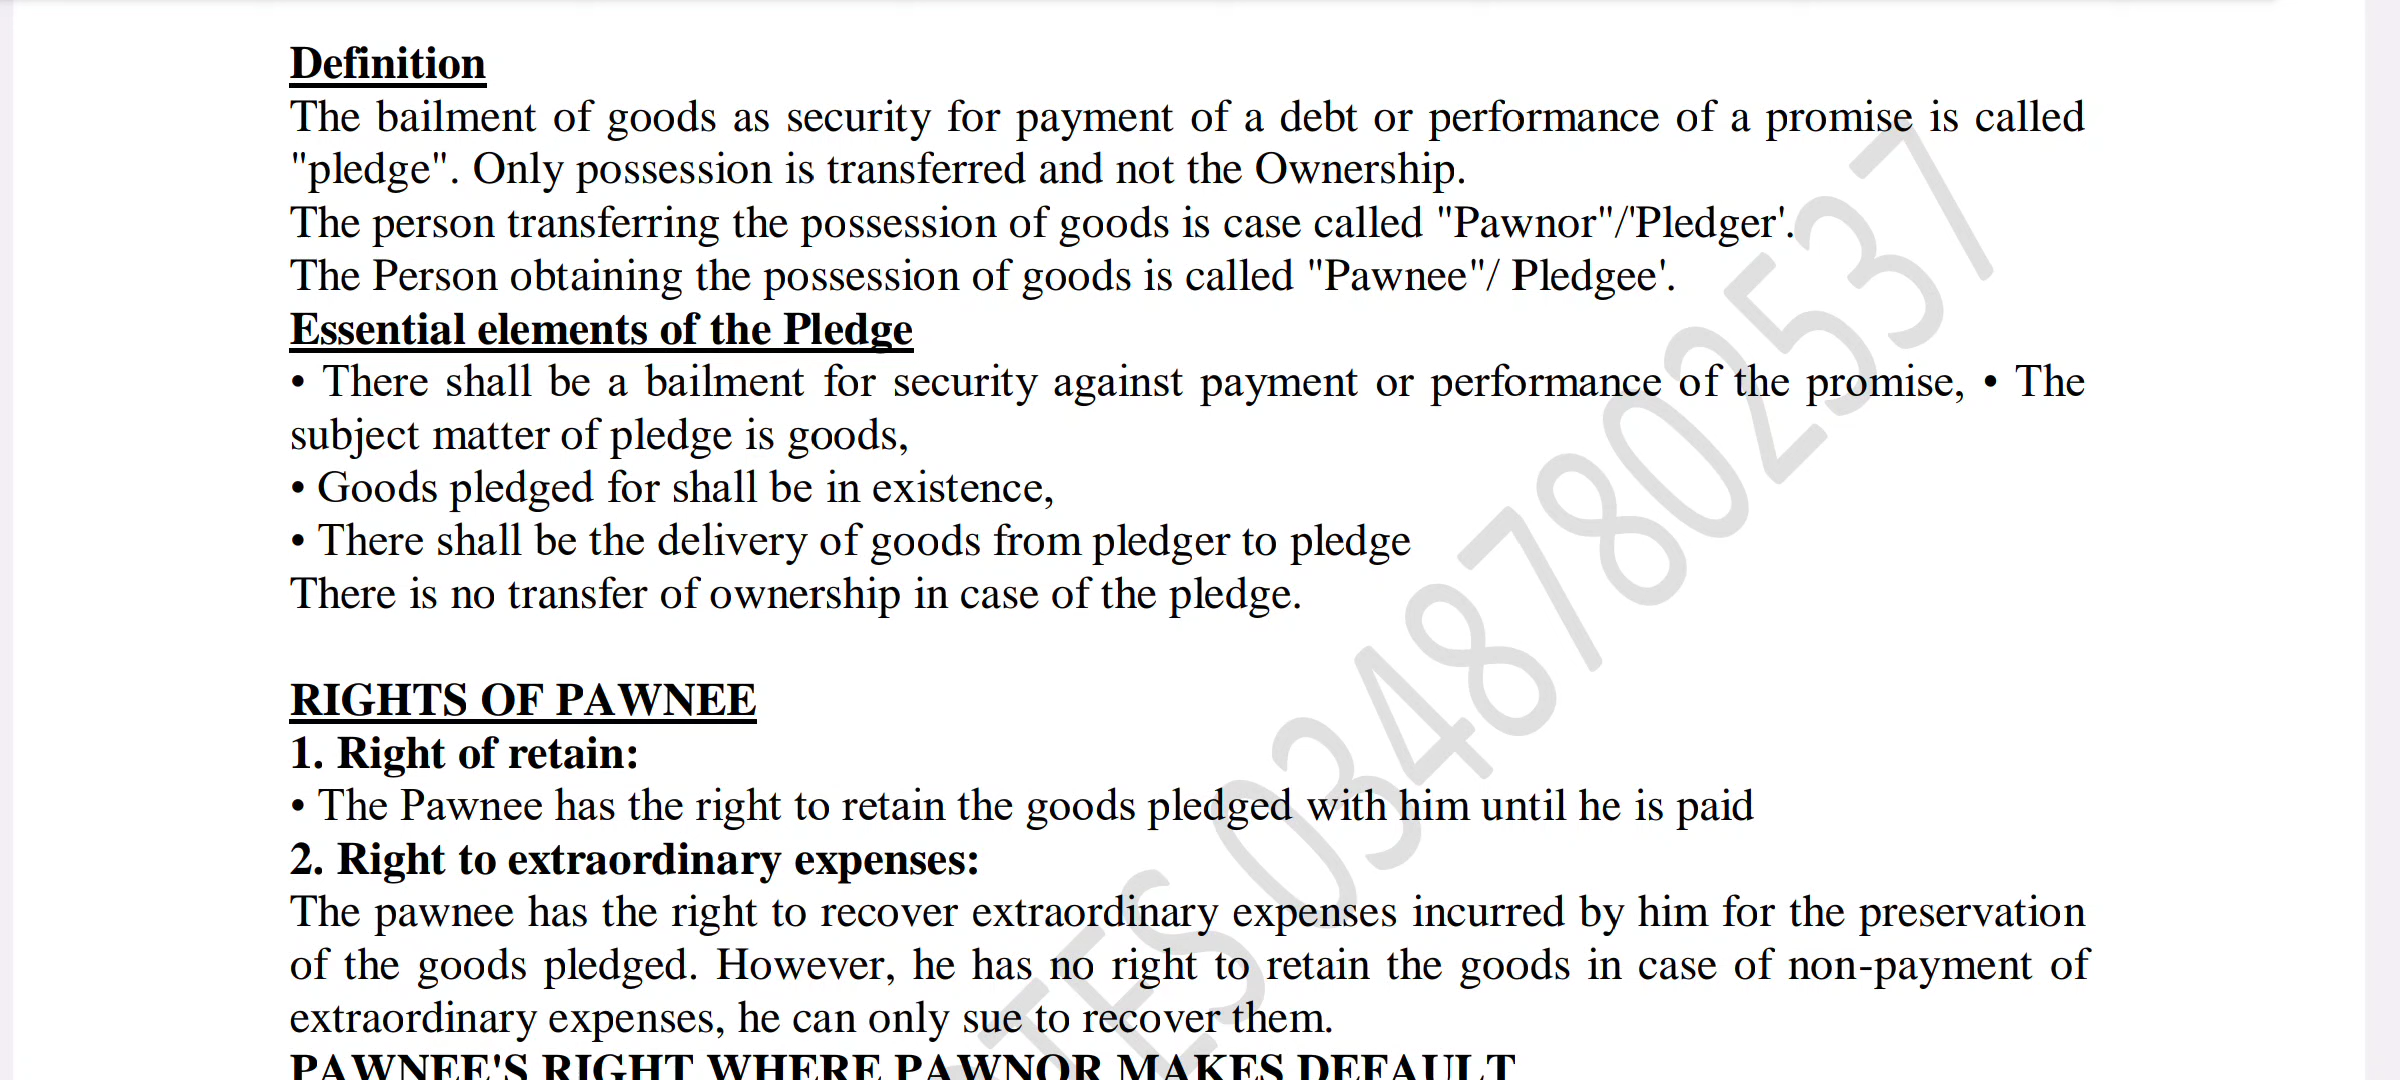 Definition
The bailment of goods as security for payment of a debt or performance of a promise is called
"pledge". Only possession is transferred and not the Ownership.
The person transferring the possession of goods is case called "Pawnor"/'Pledger'.
The Person obtaining the possession of goods is called "Pawnee"/ Pledgee'.
Essential elements of the Pledge
• There shall be a bailment for security against payment or performance of the promise, • The
subject matter of pledge is goods,
• Goods pledged for shall be in existence,
• There shall be the delivery of goods from pledger to pledge
There is no transfer of ownership in case of the pledge.
RIGHTS OF PAWNEE
1. Right of retain:
• The Pawnee has the right to retain the goods pledged with him until he is paid
2. Right to extraordinary expenses:
The pawnee has the right to recover extraordinary expenses incurred by him for the preservation
of the goods pledged. However, he has no right to retain the goods in case of non-payment of
extraordinary expenses, he can only sue to recover them.
PAWNEE'S RIGHT WHERE PAWNOR MAKES DEFAULT
TES 03487802537